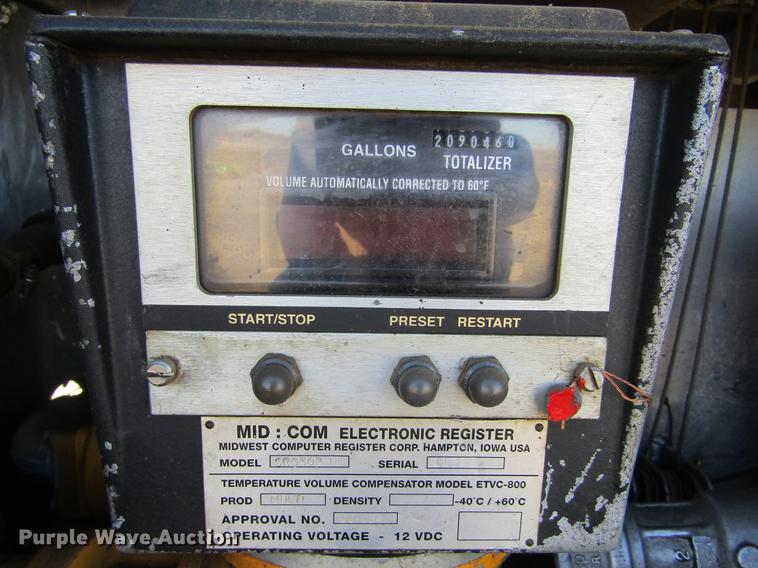 2090460
GALLONS
TOTALIZER
VOLUME AUTOMATICALLY CORRECTED TO 60°F
START/STOP PRESET RESTART
MID : COM ELECTRONIC REGISTER
MIDWEST COMPUTER REGISTER CORP. HAMPTON, IOWA USA
MODEL SERIAL
TEMPERATURE VOLUME COMPENSATOR MODEL ETVC-800
PROD MULTI DENSITY -40°C / +60°C
APPROVAL NO.
OPERATING VOLTAGE - 12 VDC
Purple Wave Auction